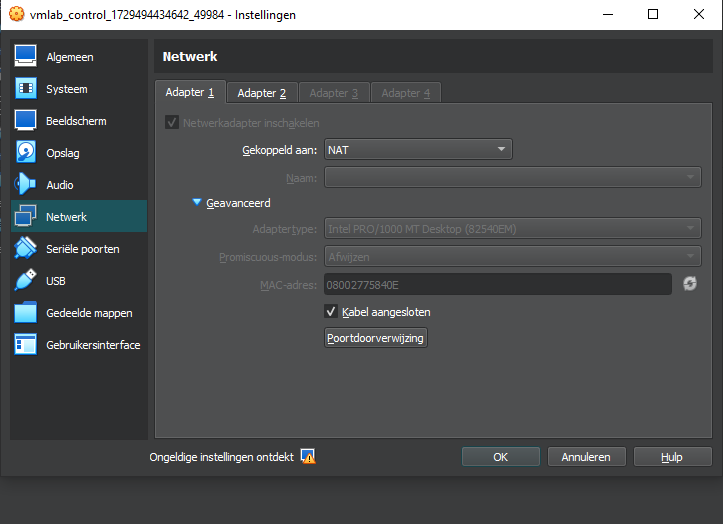 vmlab_control_1729494434642_49984 - Instellingen
Algemeen
Systeem
Beeldscherm
Opslag
Audio
Netwerk
Seriële poorten
USB
Gedeelde mappen
Gebruikersinterface
Netwerk
Adapter 1 Adapter 2 Adapter 3 Adapter 4
Netwerkadapter inschakelen
Gekoppeld aan: NAT
Naam:
Geavanceerd
Adaptertype: Intel PRO/1000 MT Desktop (82540EM)
Promiscuous-modus: Afwijzen
MAC-adres: 08002775840E
Kabel aangesloten
Poortdoorverwijzing
Ongeldige instellingen ontdekt
OK Annuleren Hulp